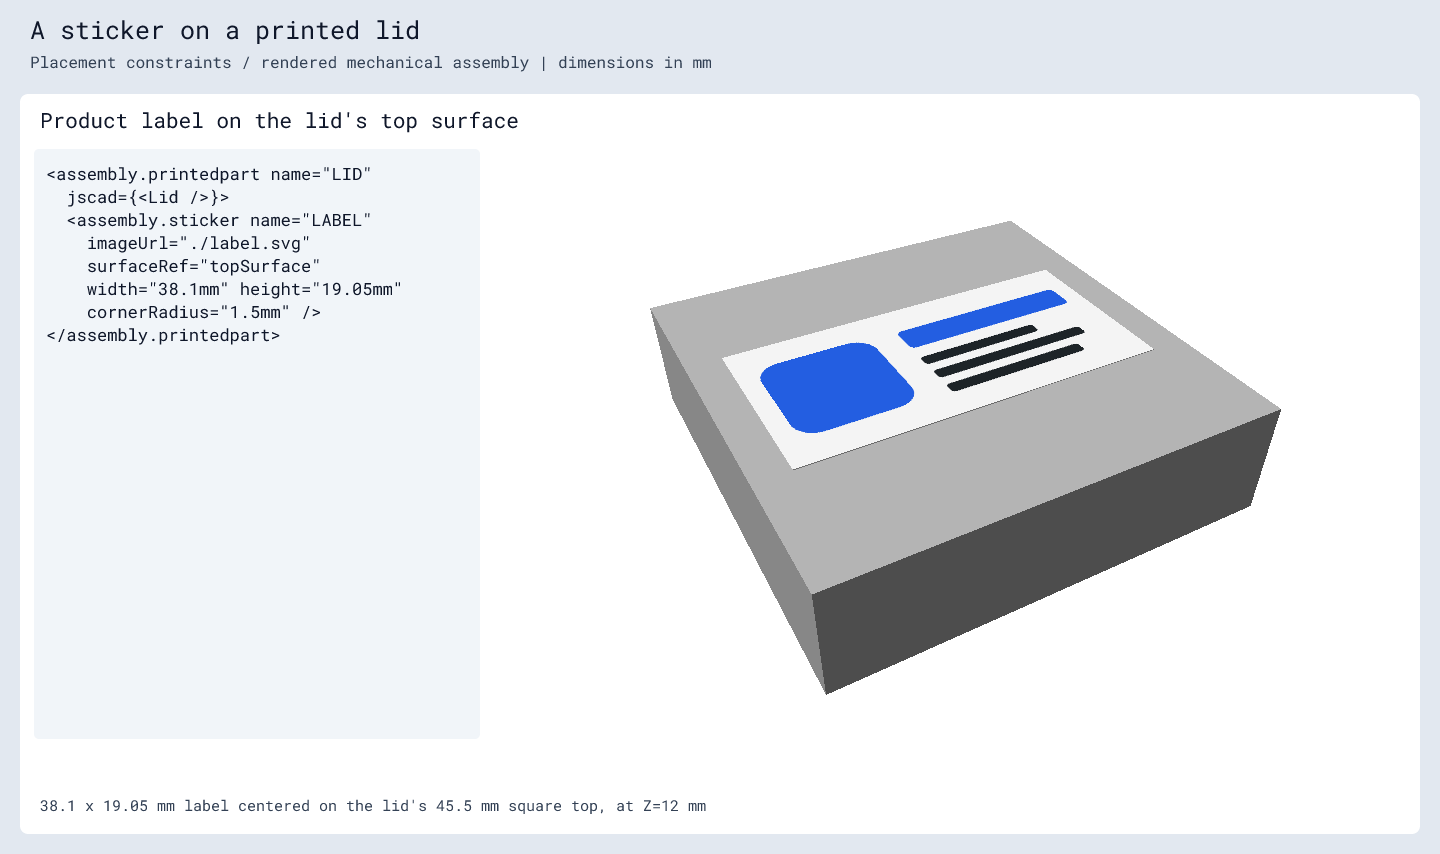 A sticker on a printed lid
Placement constraints / rendered mechanical assembly | dimensions in mm
Product label on the lid's top surface
<assembly.printedpart name="LID"
  jscad={<Lid />}>
  <assembly.sticker name="LABEL"
    imageUrl="./label.svg"
    surfaceRef="topSurface"
    width="38.1mm" height="19.05mm"
    cornerRadius="1.5mm" />
</assembly.printedpart>
38.1 x 19.05 mm label centered on the lid's 45.5 mm square top, at Z=12 mm